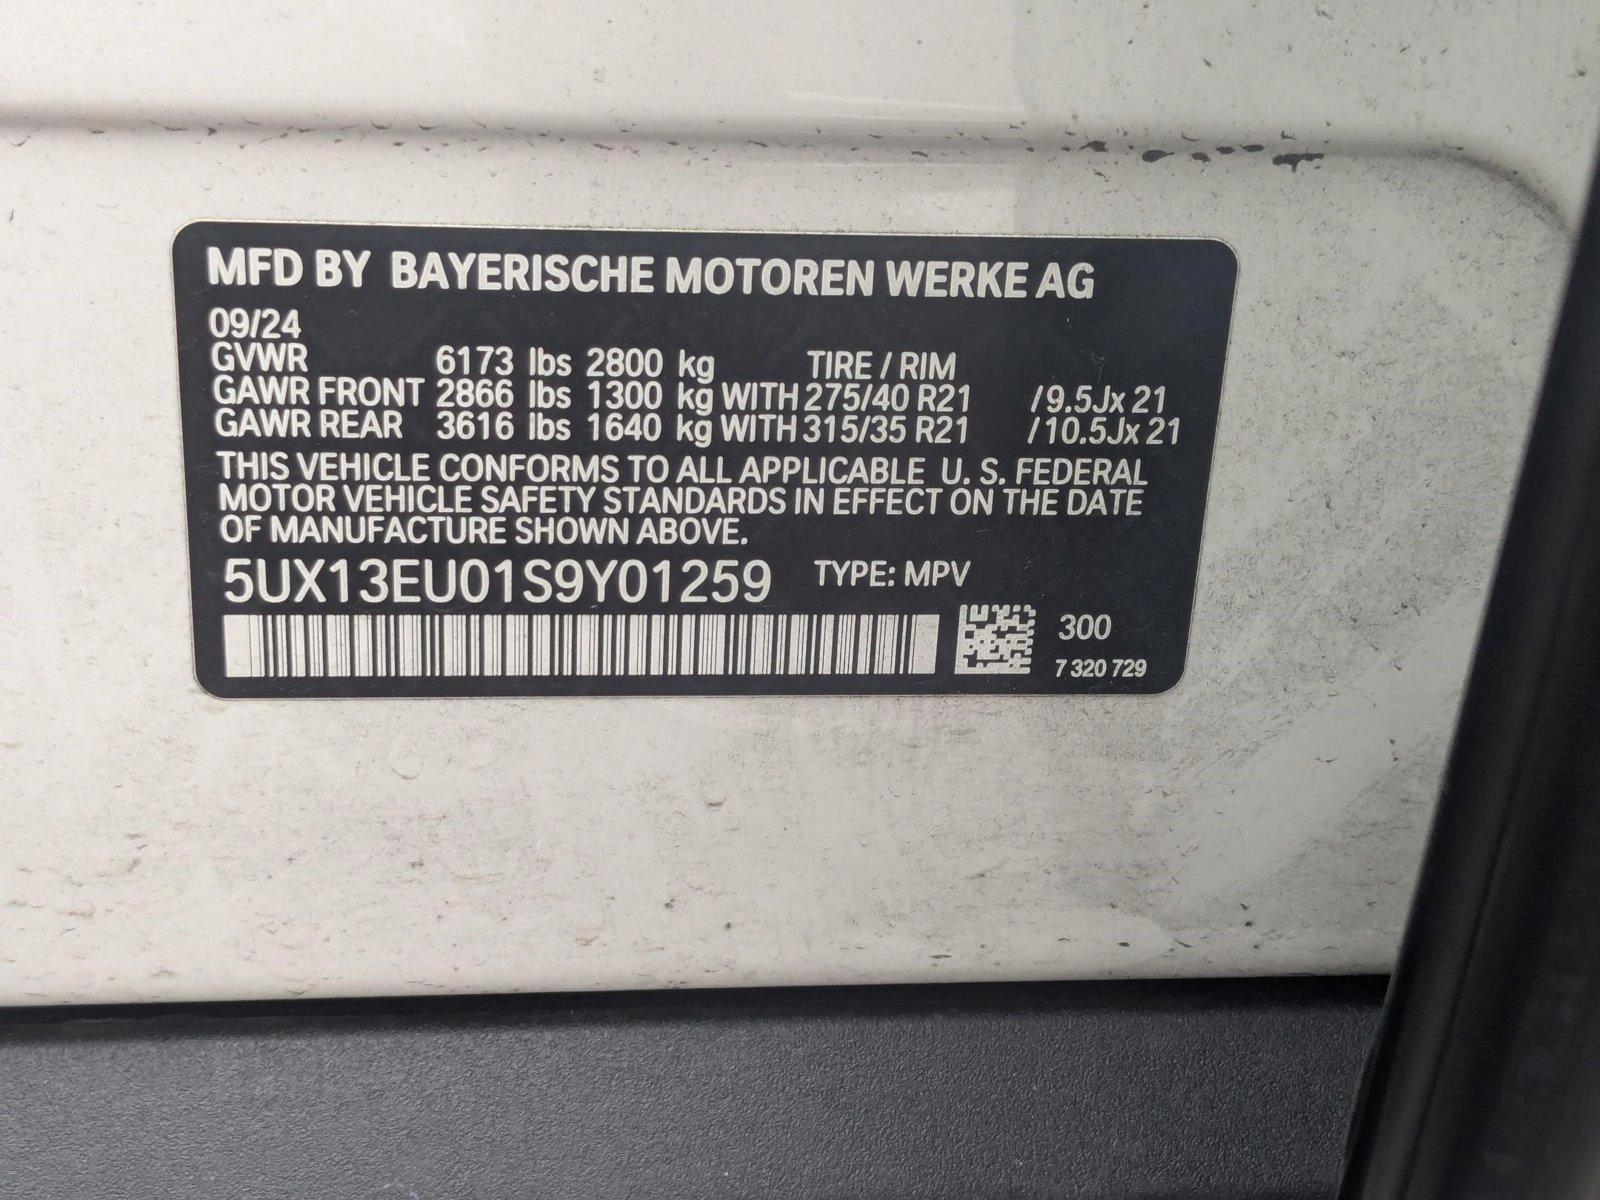 MFD BY BAYERISCHE MOTOREN WERKE AG
09/24
GVWR 6173 lbs 2800 kg TIRE / RIM
GAWR FRONT 2866 lbs 1300 kg WITH 275/40 R21 /9.5Jx 21
GAWR REAR 3616 lbs 1640 kg WITH 315/35 R21 /10.5Jx 21
THIS VEHICLE CONFORMS TO ALL APPLICABLE U. S. FEDERAL
MOTOR VEHICLE SAFETY STANDARDS IN EFFECT ON THE DATE
OF MANUFACTURE SHOWN ABOVE.
5UX13EU01S9Y01259 TYPE: MPV
300
7 320 729